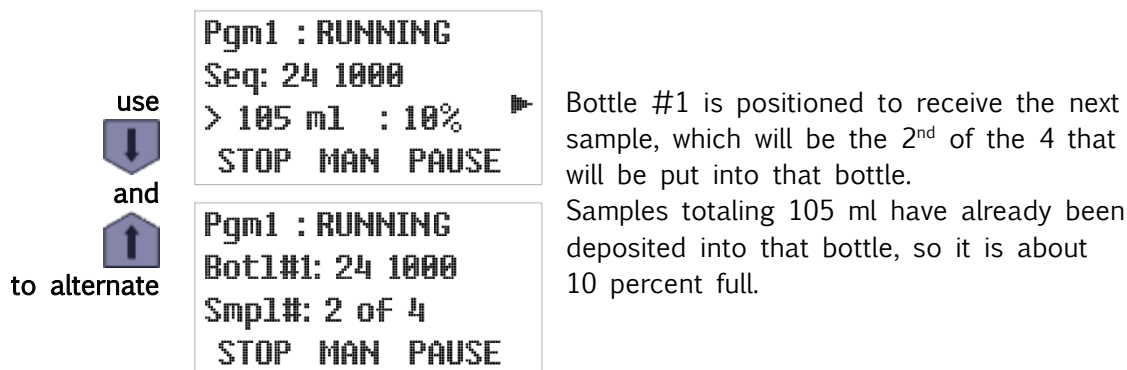 use
and
to alternate
Pgm1 : RUNNING
Seq: 24 1000
> 105 ml : 10%
STOP MAN PAUSE
Pgm1 : RUNNING
Botl#1: 24 1000
Smpl#: 2 of 4
STOP MAN PAUSE
Bottle #1 is positioned to receive the next
sample, which will be the 2nd of the 4 that
will be put into that bottle.
Samples totaling 105 ml have already been
deposited into that bottle, so it is about
10 percent full.